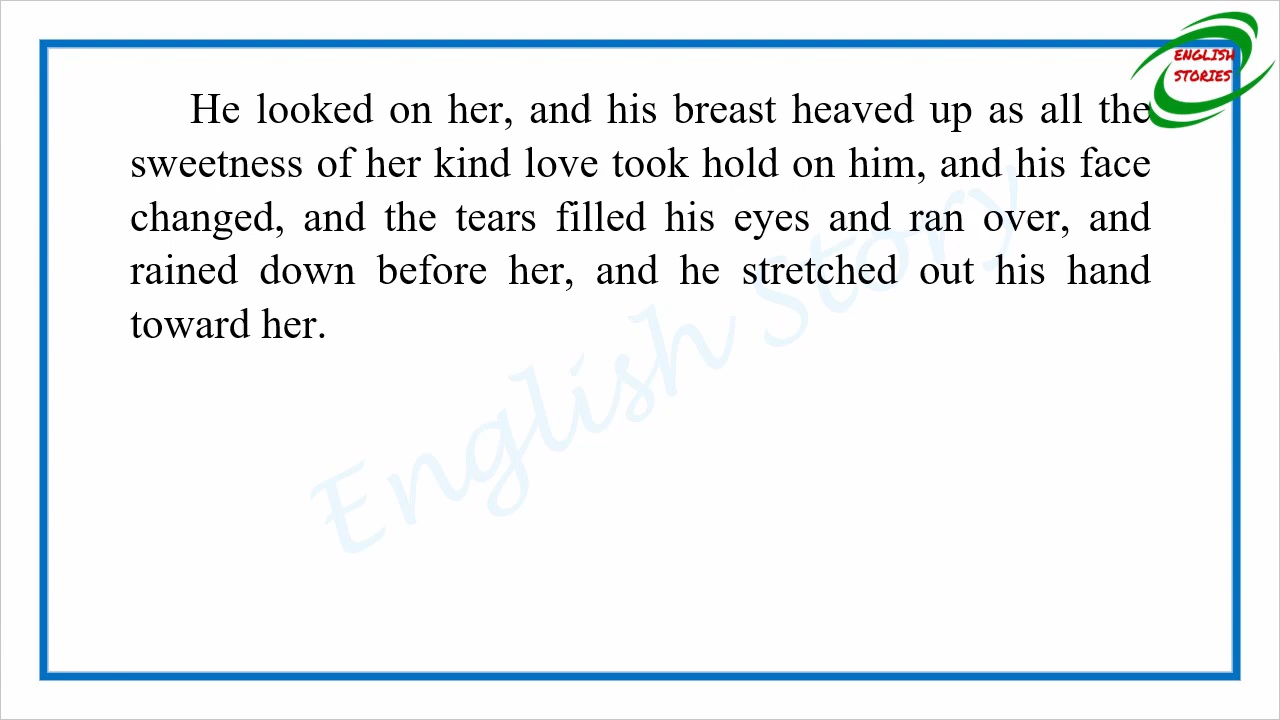 ENGLISH
STORIES
He looked on her, and his breast heaved up as all the
sweetness of her kind love took hold on him, and his face
changed, and the tears filled his eyes and ran over, and
rained down before her, and he stretched out his hand
toward her.
English Story